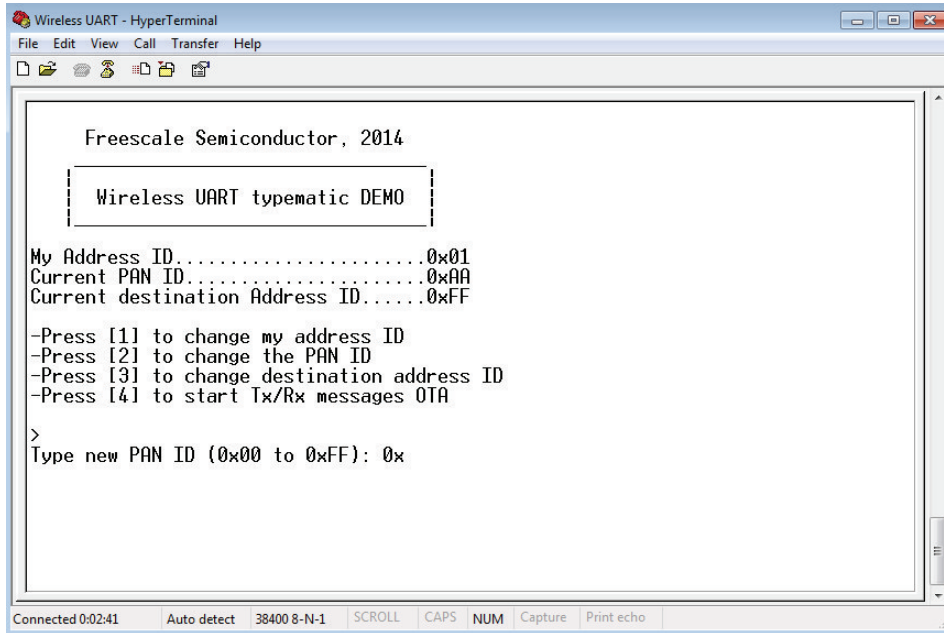 Wireless UART - HyperTerminal
File Edit View Call Transfer Help
Freescale Semiconductor, 2014
Wireless UART typematic DEMO
My Address ID.......................0x01
Current PAN ID......................0xAA
Current destination Address ID......0xFF
-Press [1] to change my address ID
-Press [2] to change the PAN ID
-Press [3] to change destination address ID
-Press [4] to start Tx/Rx messages OTA
>
Type new PAN ID (0x00 to 0xFF): 0x
Connected 0:02:41 Auto detect 38400 8-N-1 SCROLL CAPS NUM Capture Print echo